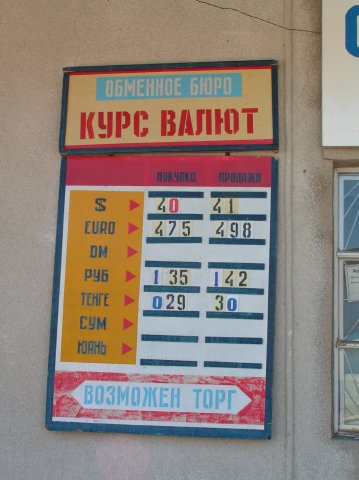 ОБМЕННОЕ БЮРО
КУРС ВАЛЮТ
ПОКУПКА ПРОДАЖА
$ 40 41
EURO 475 498
DM
РУБ 135 142
ТЕНГЕ 029 30
СУМ
ЮАНЬ
ВОЗМОЖЕН ТОРГ